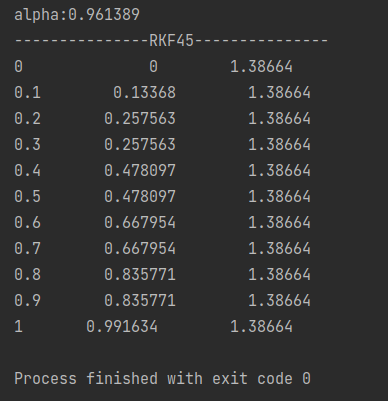 alpha:0.961389
---------------RKF45---------------
0 0 1.38664
0.1 0.13368 1.38664
0.2 0.257563 1.38664
0.3 0.257563 1.38664
0.4 0.478097 1.38664
0.5 0.478097 1.38664
0.6 0.667954 1.38664
0.7 0.667954 1.38664
0.8 0.835771 1.38664
0.9 0.835771 1.38664
1 0.991634 1.38664
Process finished with exit code 0